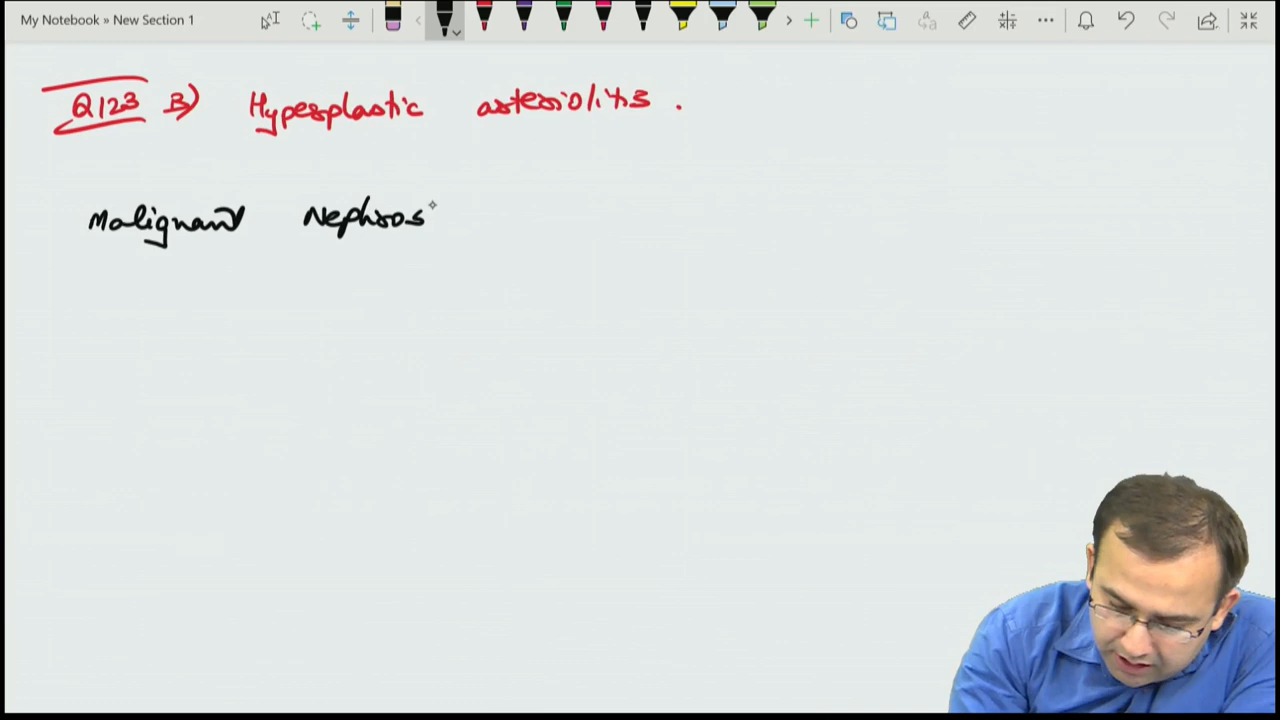 My Notebook » New Section 1
Q123 B) Hyperplastic arteriolitis .
Malignant Nephros